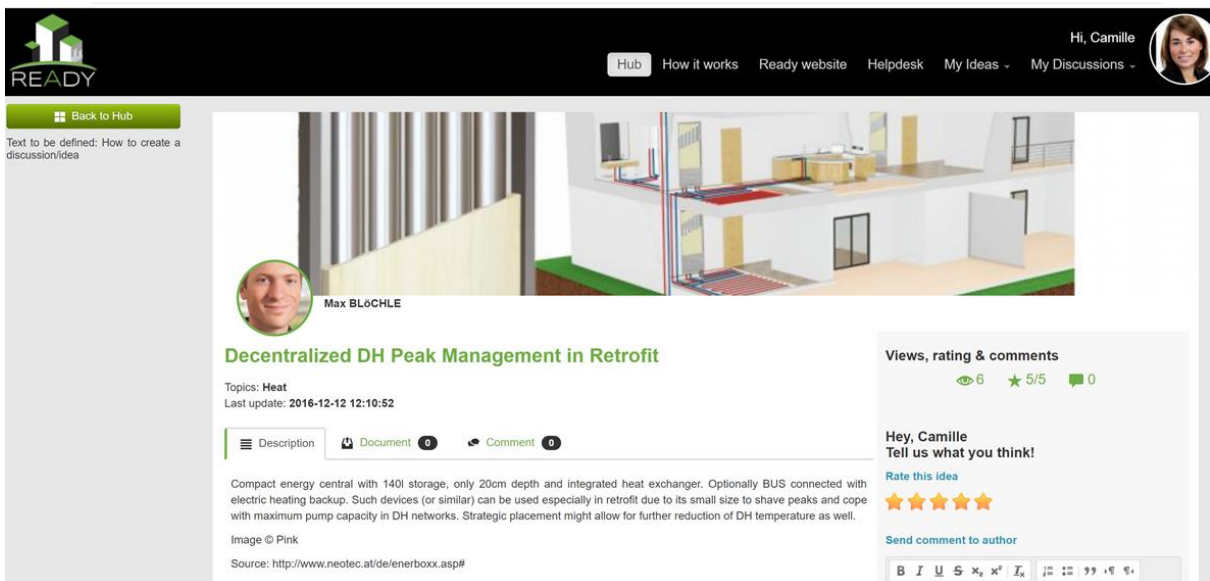 Hi, Camille
READY
Hub How it works Ready website Helpdesk My Ideas My Discussions
Back to Hub
Text to be defined: How to create a
discussion/idea
Max BLöCHLE
Decentralized DH Peak Management in Retrofit
Topics: Heat
Last update: 2016-12-12 12:10:52
Description Document 0 Comment 0
Compact energy central with 140l storage, only 20cm depth and integrated heat exchanger. Optionally BUS connected with
electric heating backup. Such devices (or similar) can be used especially in retrofit due to its small size to shave peaks and cope
with maximum pump capacity in DH networks. Strategic placement might allow for further reduction of DH temperature as well.
Image © Pink
Source: http://www.neotec.at/de/enerboxx.asp#
Views, rating & comments
6 5/5 0
Hey, Camille
Tell us what you think!
Rate this idea
Send comment to author
B I U S x₂ x² Tx